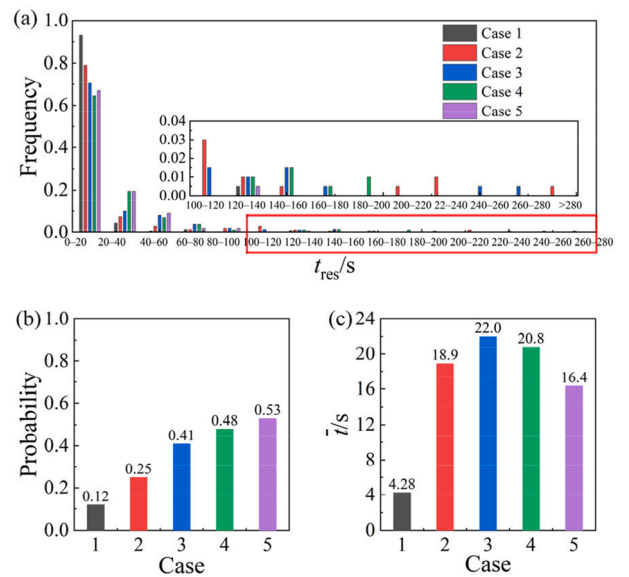 (a)
1.0
0.8
0.6
0.4
0.2
0.0
Frequency
Case 1
Case 2
Case 3
Case 4
Case 5
0.04
0.03
0.02
0.01
0.00
100–120 120–140 140–160 160–180 180–200 200–220 22–240 240–260 260–280 >280
0–20 20–40 40–60 60–80 80–100 100–120 120–140 140–160 160–180 180–200 200–220 220–240 240–260 260–280
tres/s
(b)
1.0
0.8
0.6
0.4
0.2
0.0
Probability
0.12
0.25
0.41
0.48
0.53
1 2 3 4 5
Case
(c)
24
20
16
12
8
4
0
t̄/s
4.28
18.9
22.0
20.8
16.4
1 2 3 4 5
Case